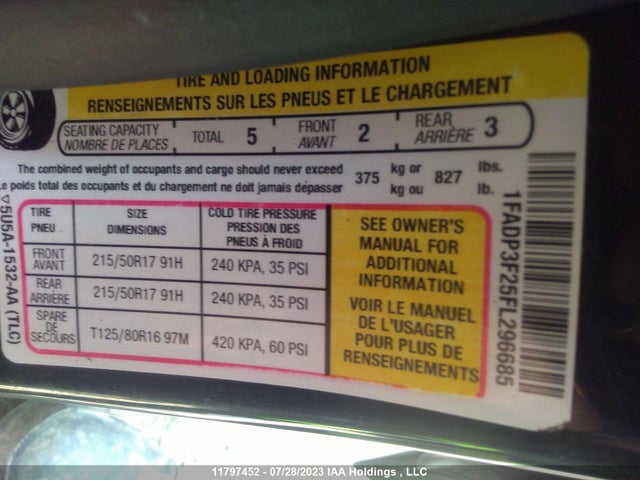 TIRE AND LOADING INFORMATION
RENSEIGNEMENTS SUR LES PNEUS ET LE CHARGEMENT
SEATING CAPACITY
NOMBRE DE PLACES
TOTAL 5
FRONT
AVANT 2
REAR
ARRIÈRE 3
The combined weight of occupants and cargo should never exceed 375 kg or 827 lbs.
Le poids total des occupants et du chargement ne doit jamais dépasser kg ou lb.
TIRE
PNEU
SIZE
DIMENSIONS
COLD TIRE PRESSURE
PRESSION DES
PNEUS À FROID
FRONT
AVANT
215/50R17 91H
240 KPA, 35 PSI
REAR
ARRIÈRE
215/50R17 91H
240 KPA, 35 PSI
SPARE
DE
SECOURS
T125/80R16 97M
420 KPA, 60 PSI
SEE OWNER'S
MANUAL FOR
ADDITIONAL
INFORMATION
VOIR LE MANUEL
DE L'USAGER
POUR PLUS DE
RENSEIGNEMENTS
5U5A-1532-AA (TLC)
1FADP3F25FL296685
11797452 - 07/28/2023 IAA Holdings , LLC